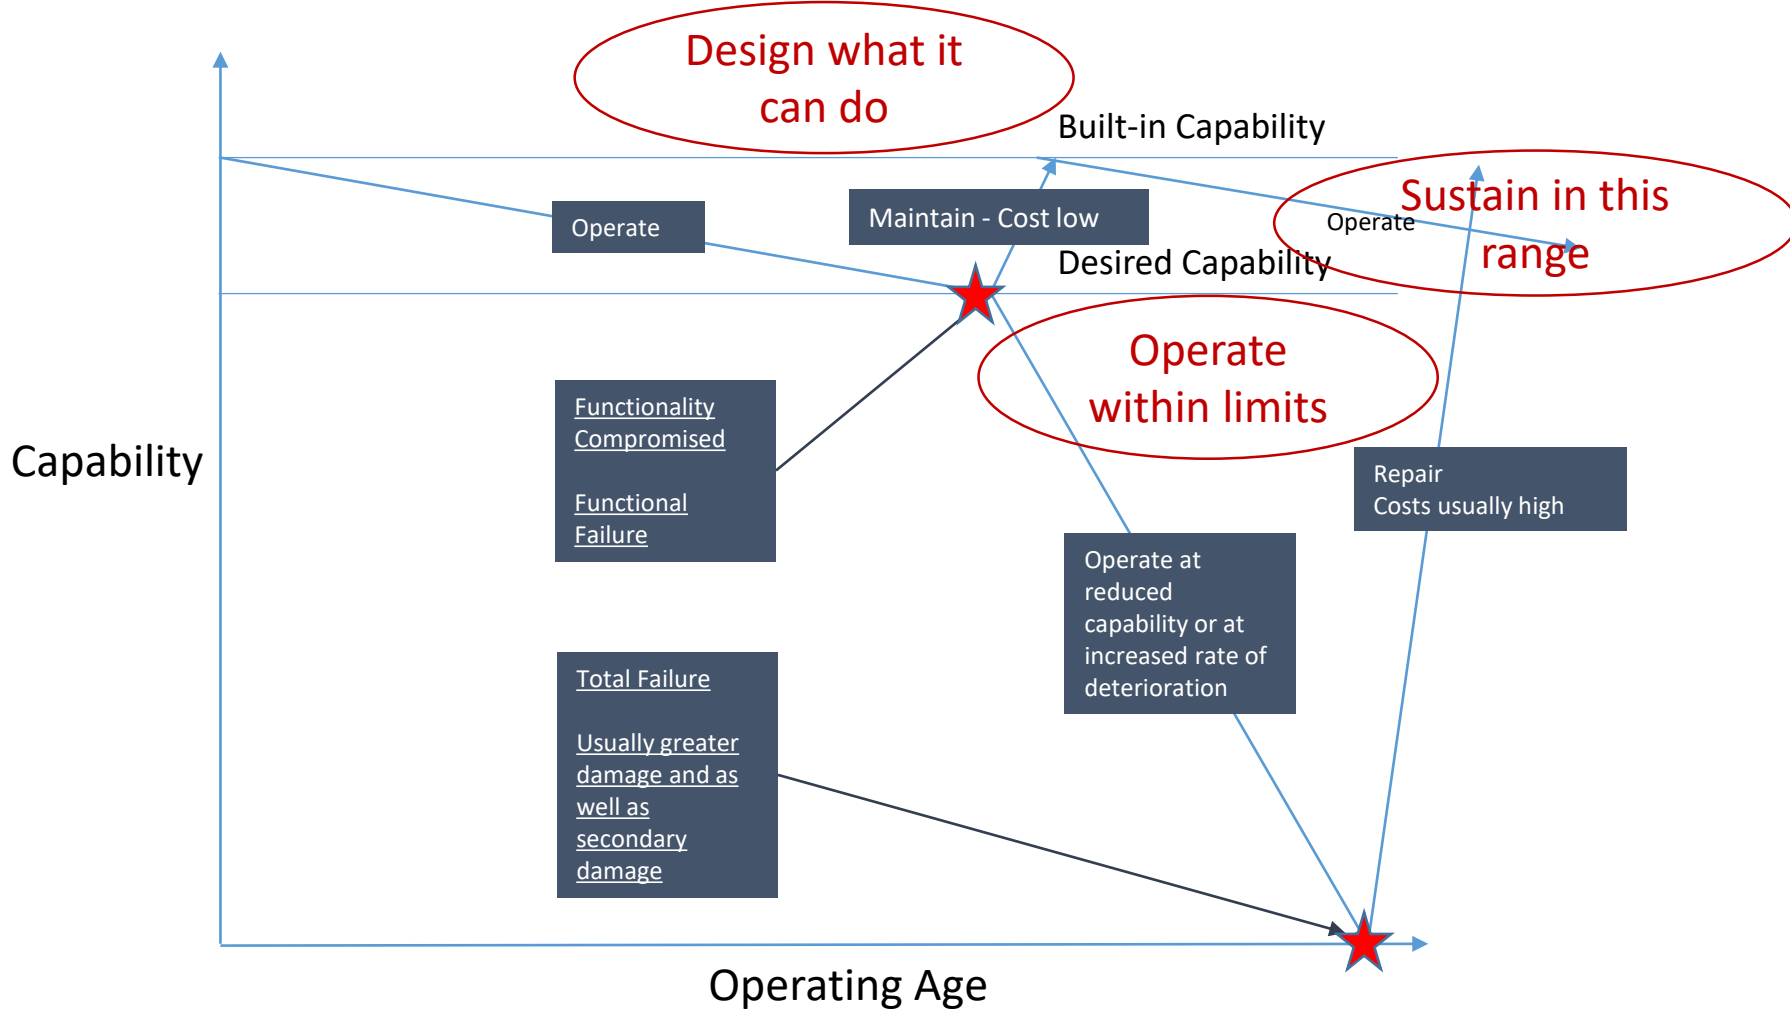 Design what it
can do
Built-in Capability
Sustain in this
range
Operate
Maintain - Cost low
Operate
Desired Capability
Operate
within limits
Functionality
Compromised
Functional
Failure
Capability
Repair
Costs usually high
Operate at
reduced
capability or at
increased rate of
deterioration
Total Failure
Usually greater
damage and as
well as
secondary
damage
Operating Age